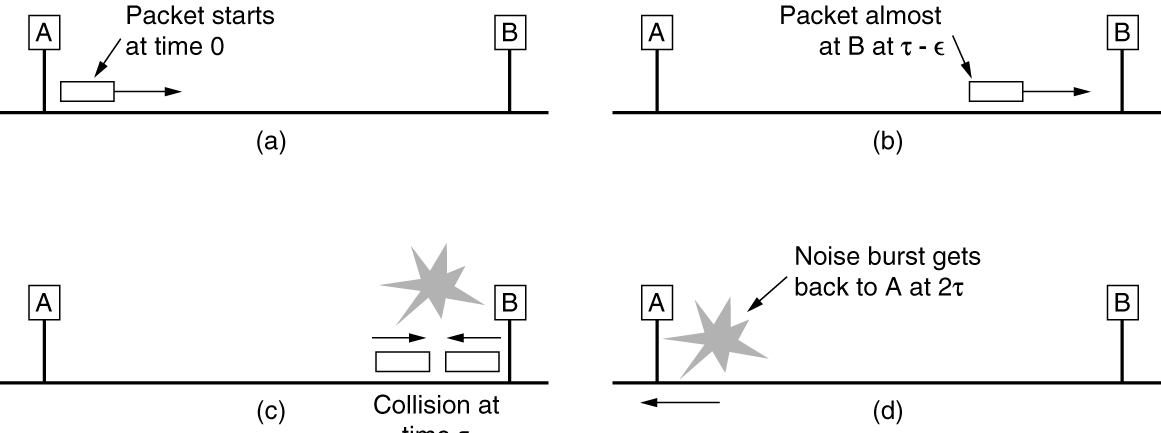 A
Packet starts
at time 0
B
(a)
A
Packet almost
at B at τ - ϵ
B
(b)
A
B
Collision at
(c)
A
Noise burst gets
back to A at 2τ
B
(d)